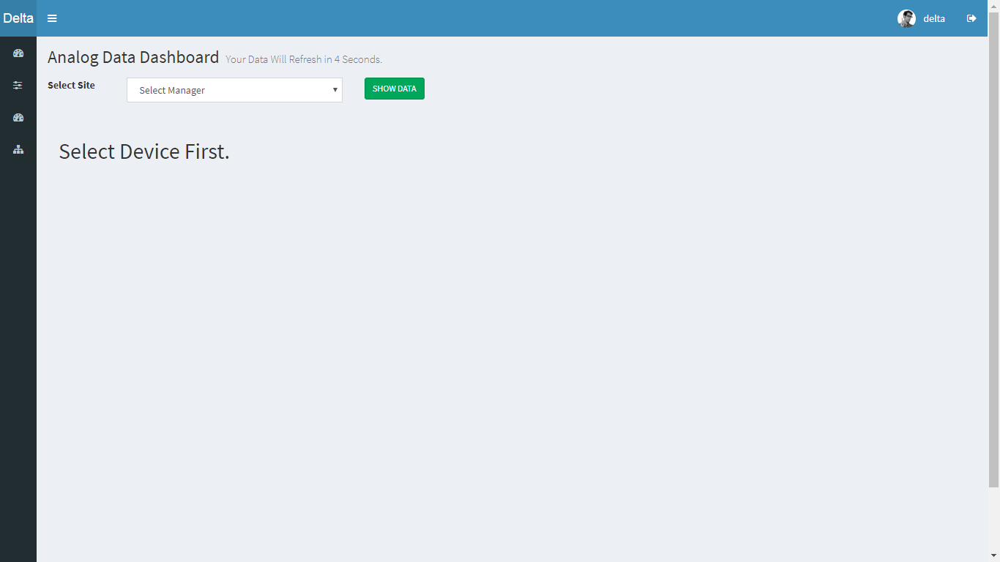 Delta
delta
Analog Data Dashboard Your Data Will Refresh in 4 Seconds.
Select Site
Select Manager
SHOW DATA
Select Device First.